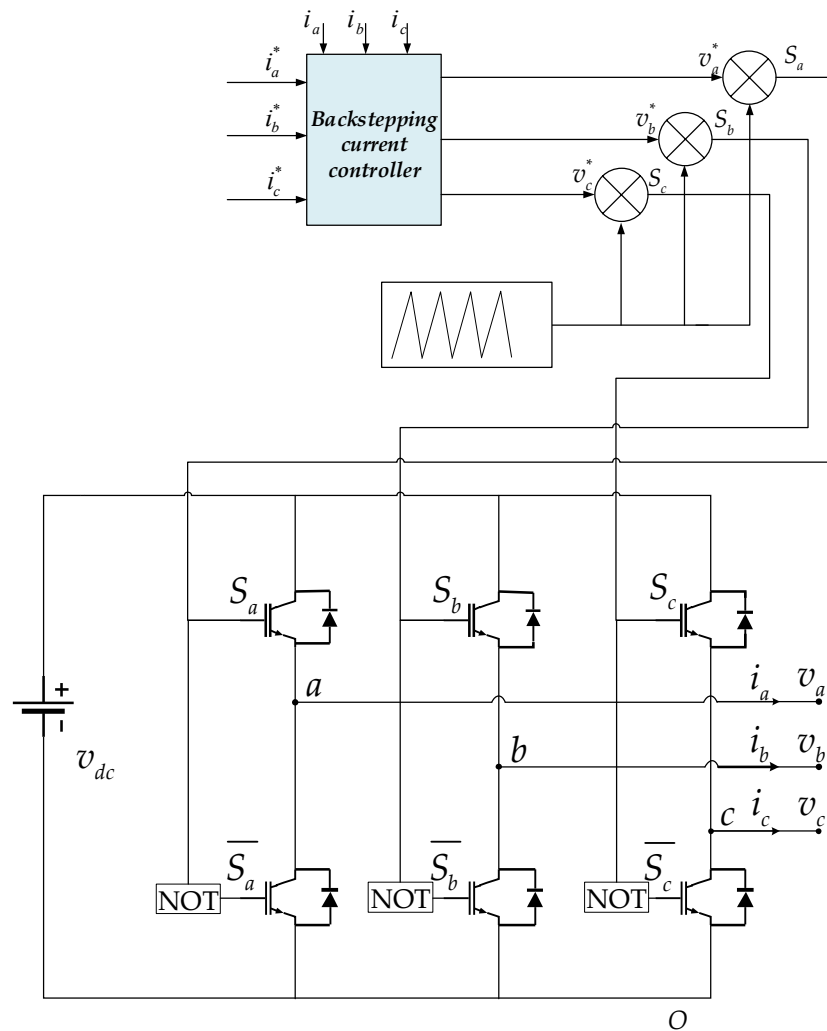 i_a i_b i_c
i_a^*
i_b^*
i_c^*
Backstepping
current
controller
v_a^* S_a
v_b^* S_b
v_c^* S_c
S_a S_b S_c
+
−
v_dc
a i_a v_a
b i_b v_b
c i_c v_c
S̅_a S̅_b S̅_c
NOT NOT NOT
O